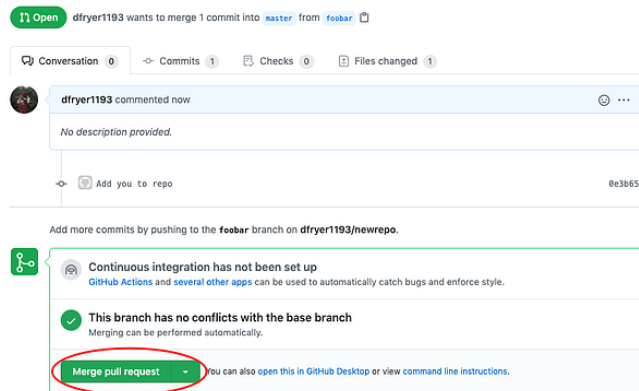 Open dfryer1193 wants to merge 1 commit into master from foobar
Conversation 0 Commits 1 Checks 0 Files changed 1
dfryer1193 commented now
No description provided.
Add you to repo 0e3b65
Add more commits by pushing to the foobar branch on dfryer1193/newrepo.
Continuous integration has not been set up
GitHub Actions and several other apps can be used to automatically catch bugs and enforce style.
This branch has no conflicts with the base branch
Merging can be performed automatically.
Merge pull request You can also open this in GitHub Desktop or view command line instructions.